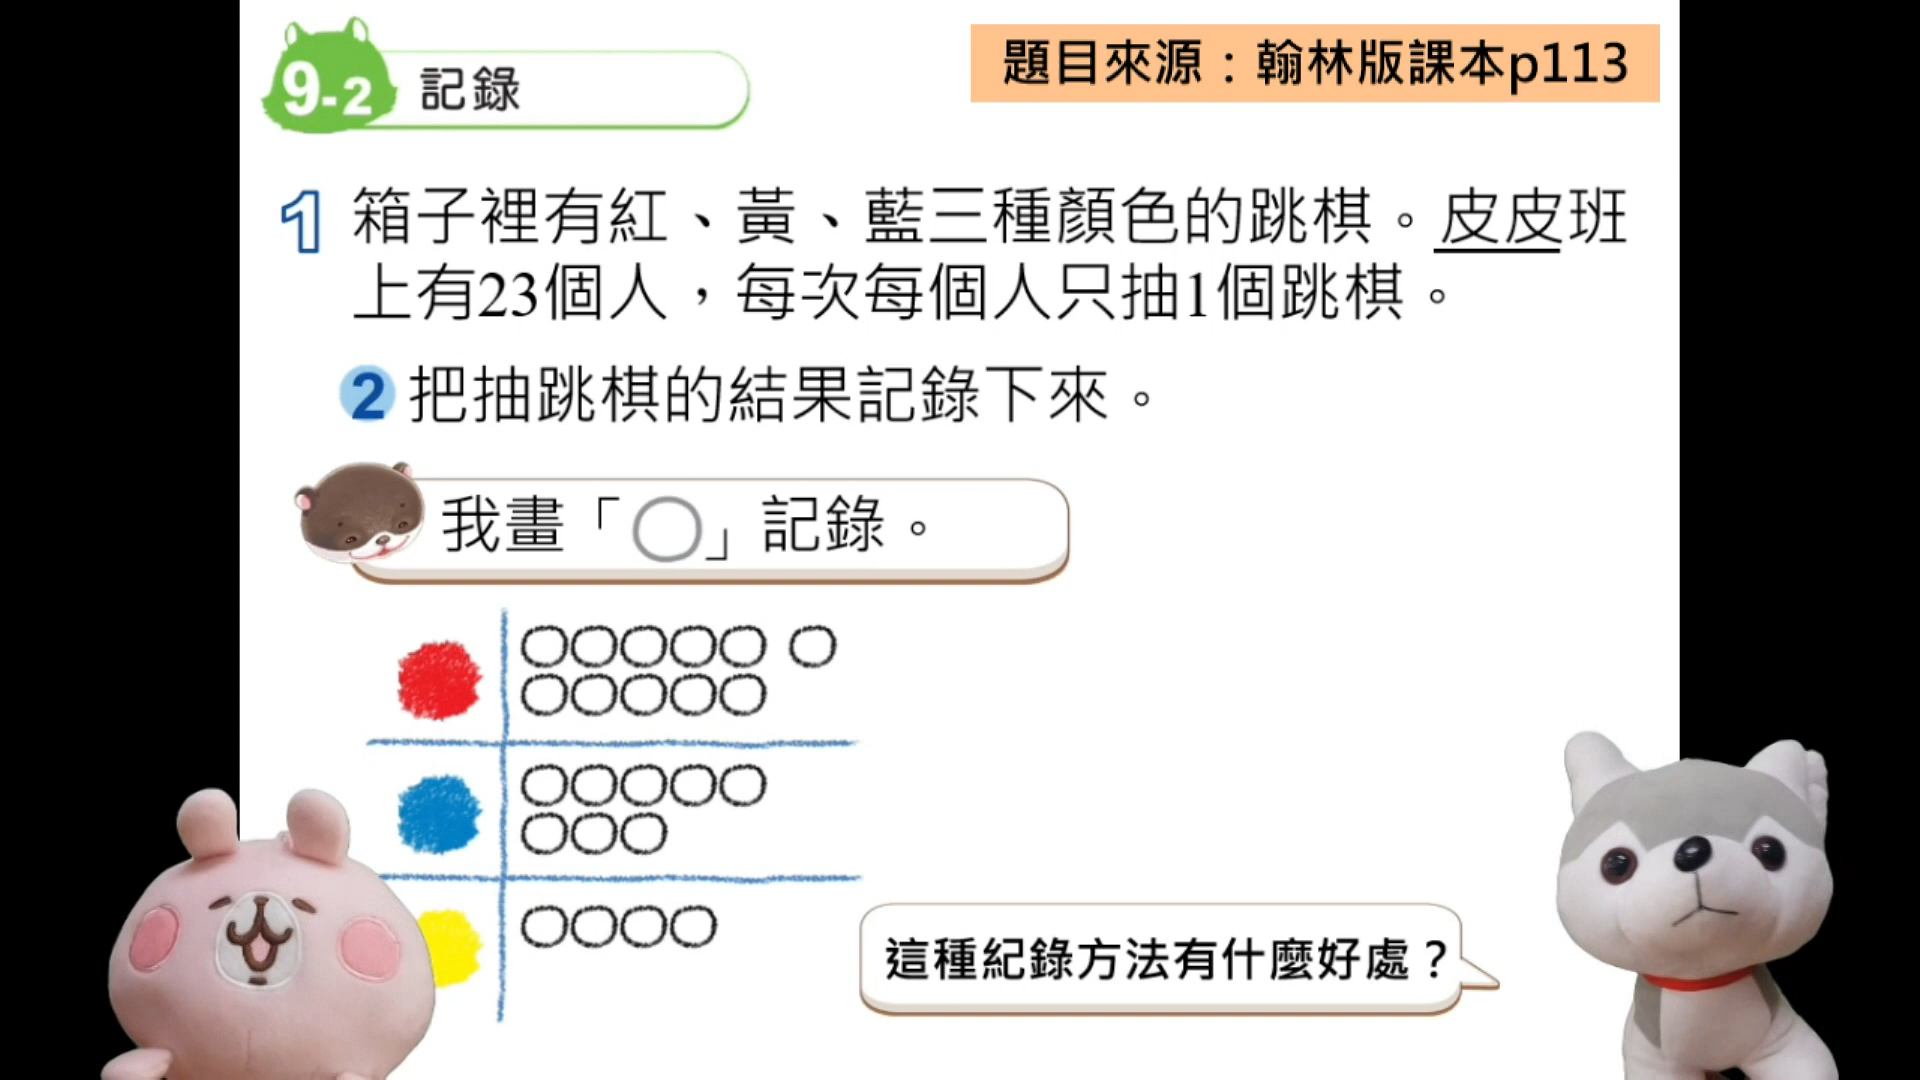 9-2 記錄
題目來源：翰林版課本p113
1 箱子裡有紅、黃、藍三種顏色的跳棋。皮皮班
上有23個人，每次每個人只抽1個跳棋。
2 把抽跳棋的結果記錄下來。
我畫「○」記錄。
這種紀錄方法有什麼好處？